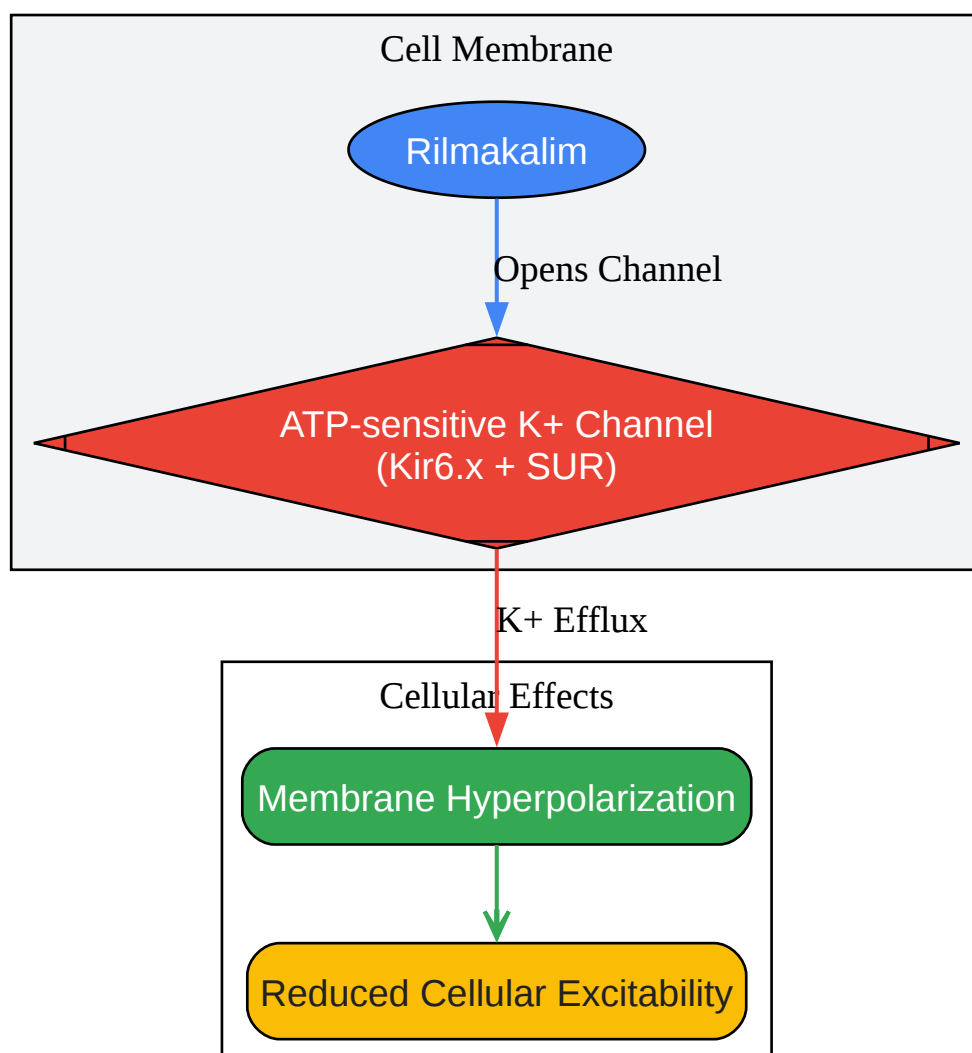 Cell Membrane
Rilmakalim
Opens Channel
ATP-sensitive K+ Channel
(Kir6.x + SUR)
K+ Efflux
Cellular Effects
Membrane Hyperpolarization
Reduced Cellular Excitability